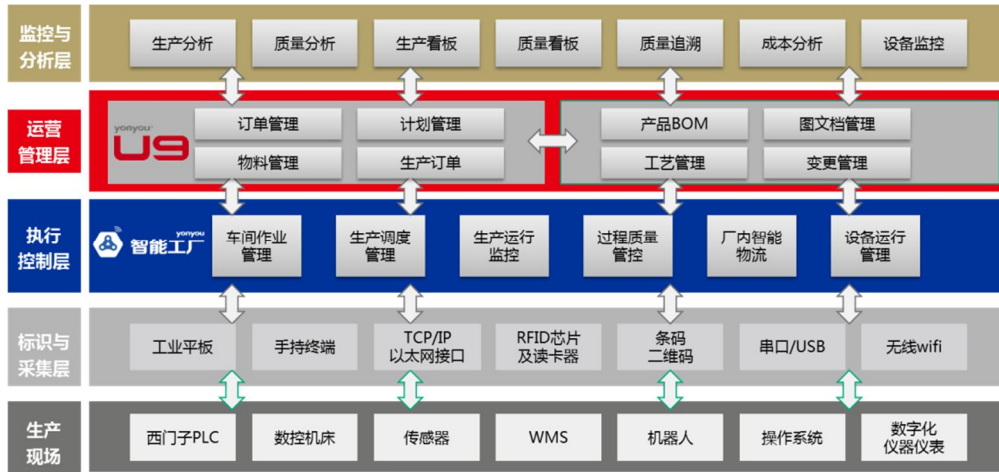 监控与
分析层
生产分析
质量分析
生产看板
质量看板
质量追溯
成本分析
设备监控
运营
管理层
yonyou
U9
订单管理
计划管理
产品BOM
图文档管理
物料管理
生产订单
工艺管理
变更管理
执行
控制层
yonyou
智能工厂
车间作业
管理
生产调度
管理
生产运行
监控
过程质量
管控
厂内智能
物流
设备运行
管理
标识与
采集层
工业平板
手持终端
TCP/IP
以太网接口
RFID芯片
及读卡器
条码
二维码
串口/USB
无线wifi
生产
现场
西门子PLC
数控机床
传感器
WMS
机器人
操作系统
数字化
仪器仪表